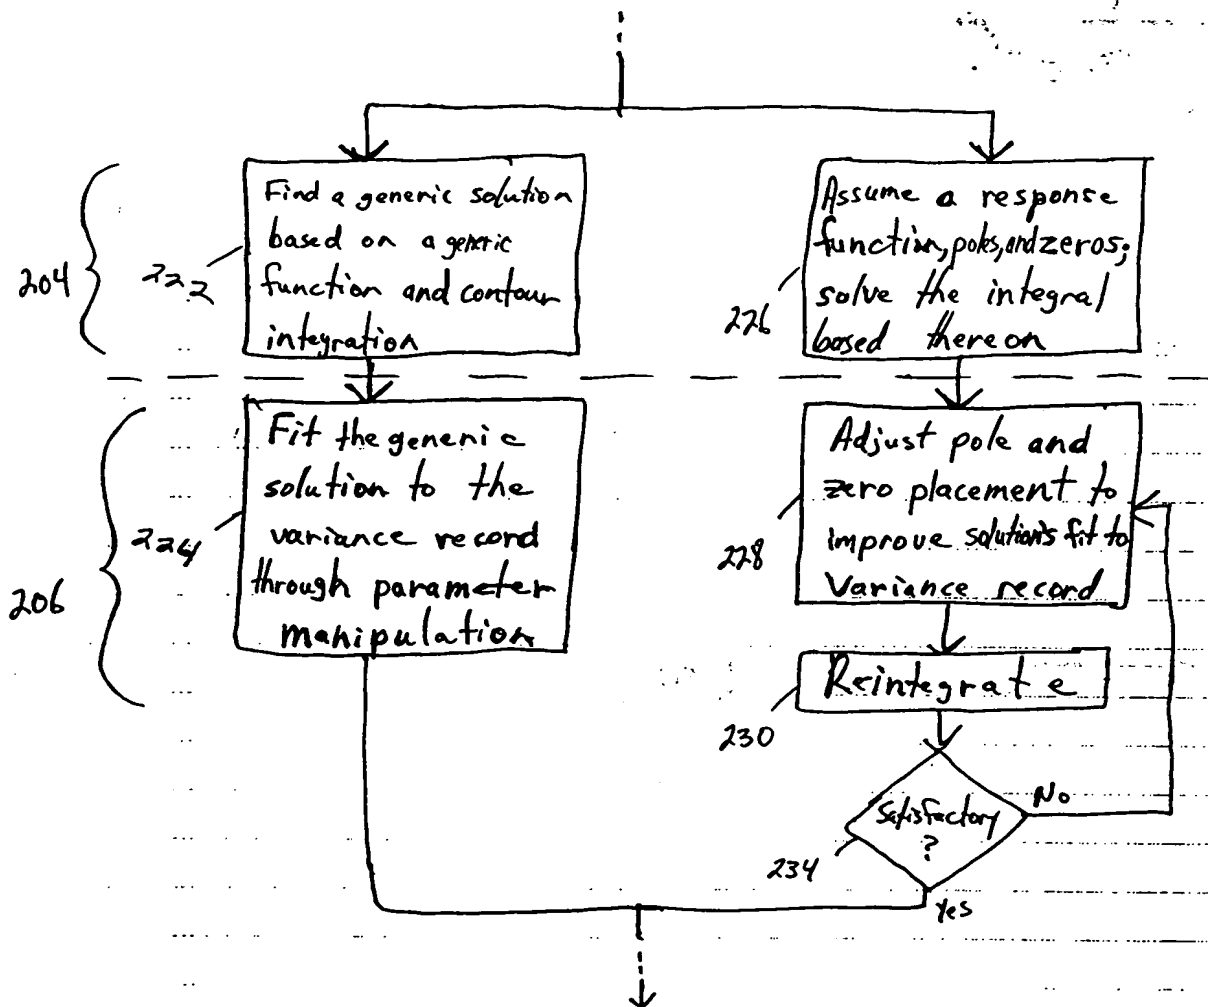 204
222
Find a generic solution
based on a generic
function and contour
integration
226
Assume a response
function, poles, and zeros;
solve the integral
based thereon
206
224
Fit the generic
solution to the
variance record
through parameter
manipulation
228
Adjust pole and
zero placement to
improve solution's fit to
variance record
230
Reintegrate
234
Satisfactory
?
No
Yes